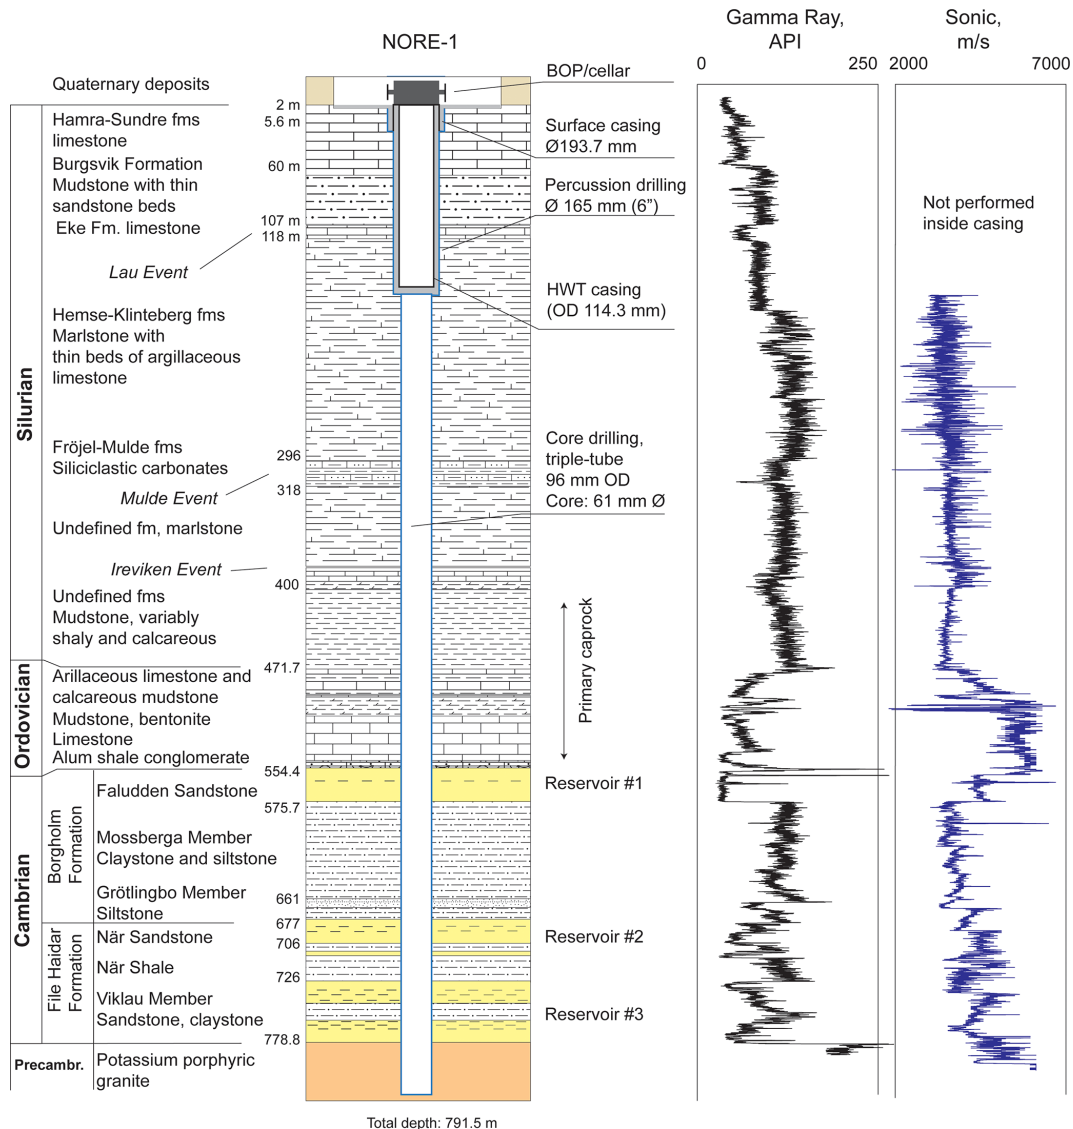 NORE-1
Gamma Ray,
API
0 250
Sonic,
m/s
2000 7000
Quaternary deposits
BOP/cellar
2 m
5.6 m
Hamra-Sundre fms
limestone
Surface casing
Ø193.7 mm
Burgsvik Formation
Mudstone with thin
sandstone beds
60 m
Percussion drilling
Ø 165 mm (6”)
Not performed
inside casing
107 m
Eke Fm. limestone
118 m
Lau Event
HWT casing
(OD 114.3 mm)
Hemse-Klinteberg fms
Marlstone with
thin beds of argillaceous
limestone
Silurian
Fröjel-Mulde fms
Siliciclastic carbonates
296
Core drilling,
triple-tube
96 mm OD
Core: 61 mm Ø
Mulde Event
318
Undefined fm, marlstone
Ireviken Event
400
Undefined fms
Mudstone, variably
shaly and calcareous
Primary caprock
471.7
Ordovician
Arillaceous limestone and
calcareous mudstone
Mudstone, bentonite
Limestone
Alum shale conglomerate
554.4
Reservoir #1
Faludden Sandstone
575.7
Cambrian
Borgholm
Formation
Mossberga Member
Claystone and siltstone
Grötlingbo Member
Siltstone
661
677
File Haidar
Formation
När Sandstone
706
Reservoir #2
När Shale
726
Viklau Member
Sandstone, claystone
Reservoir #3
778.8
Precambr.
Potassium porphyric
granite
Total depth: 791.5 m